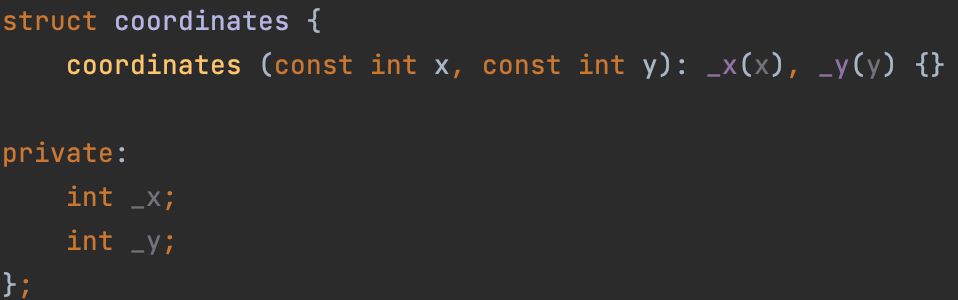 struct coordinates {
    coordinates (const int x, const int y): _x(x), _y(y) {}

private:
    int _x;
    int _y;
};